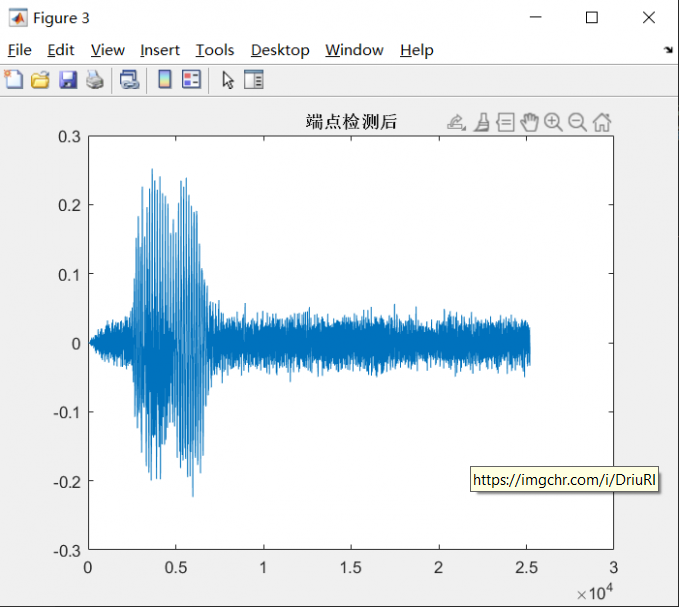 Figure 3
File Edit View Insert Tools Desktop Window Help
端点检测后
0.3
0.2
0.1
0
-0.1
-0.2
-0.3
https://imgchr.com/i/DriuRI
0 0.5 1 1.5 2 2.5 3
×10⁴